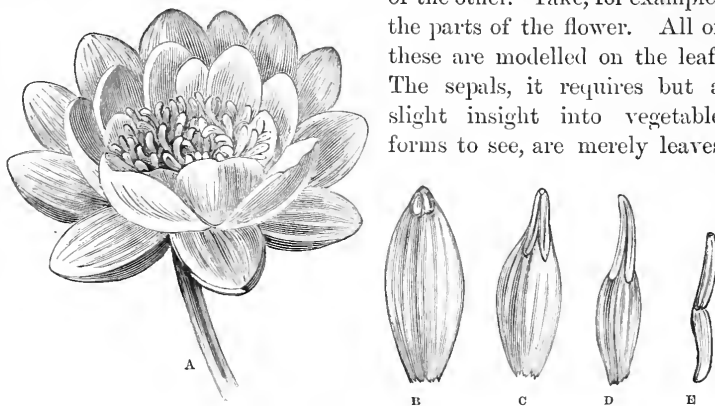 of the other. Take, for example,
the parts of the flower. All of
these are modelled on the leaf.
The sepals, it requires but a
slight insight into vegetable
forms to see, are merely leaves
A
B C D E